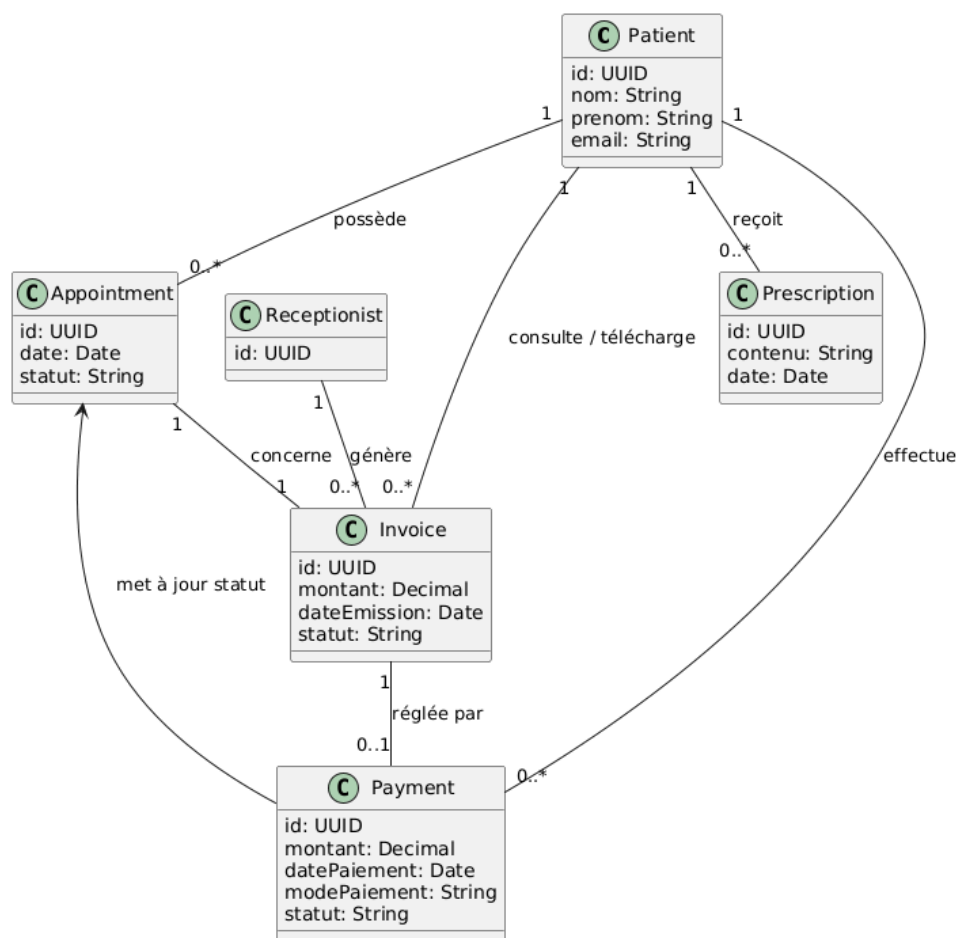 C Patient
id: UUID
nom: String
prenom: String
email: String
1
1
1
1
possède
reçoit
0..*
0..*
C Appointment
id: UUID
date: Date
statut: String
C Receptionist
id: UUID
consulte / télécharge
C Prescription
id: UUID
contenu: String
date: Date
1
1
concerne
génère
effectue
1
0..*
0..*
C Invoice
id: UUID
montant: Decimal
dateEmission: Date
statut: String
met à jour statut
1
réglée par
0..1
0..*
C Payment
id: UUID
montant: Decimal
datePaiement: Date
modePaiement: String
statut: String